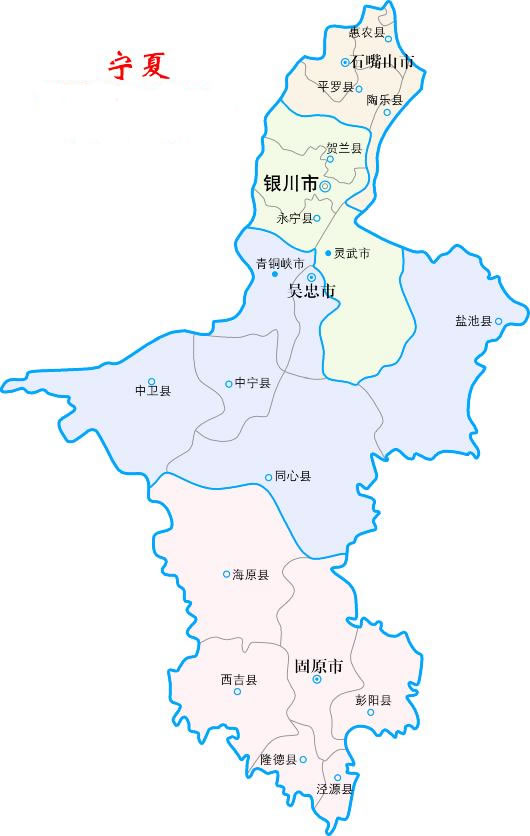 宁夏
惠农县
石嘴山市
平罗县
陶乐县
贺兰县
银川市
永宁县
灵武市
青铜峡市
吴忠市
盐池县
中卫县
中宁县
同心县
海原县
固原市
西吉县
彭阳县
隆德县
泾源县